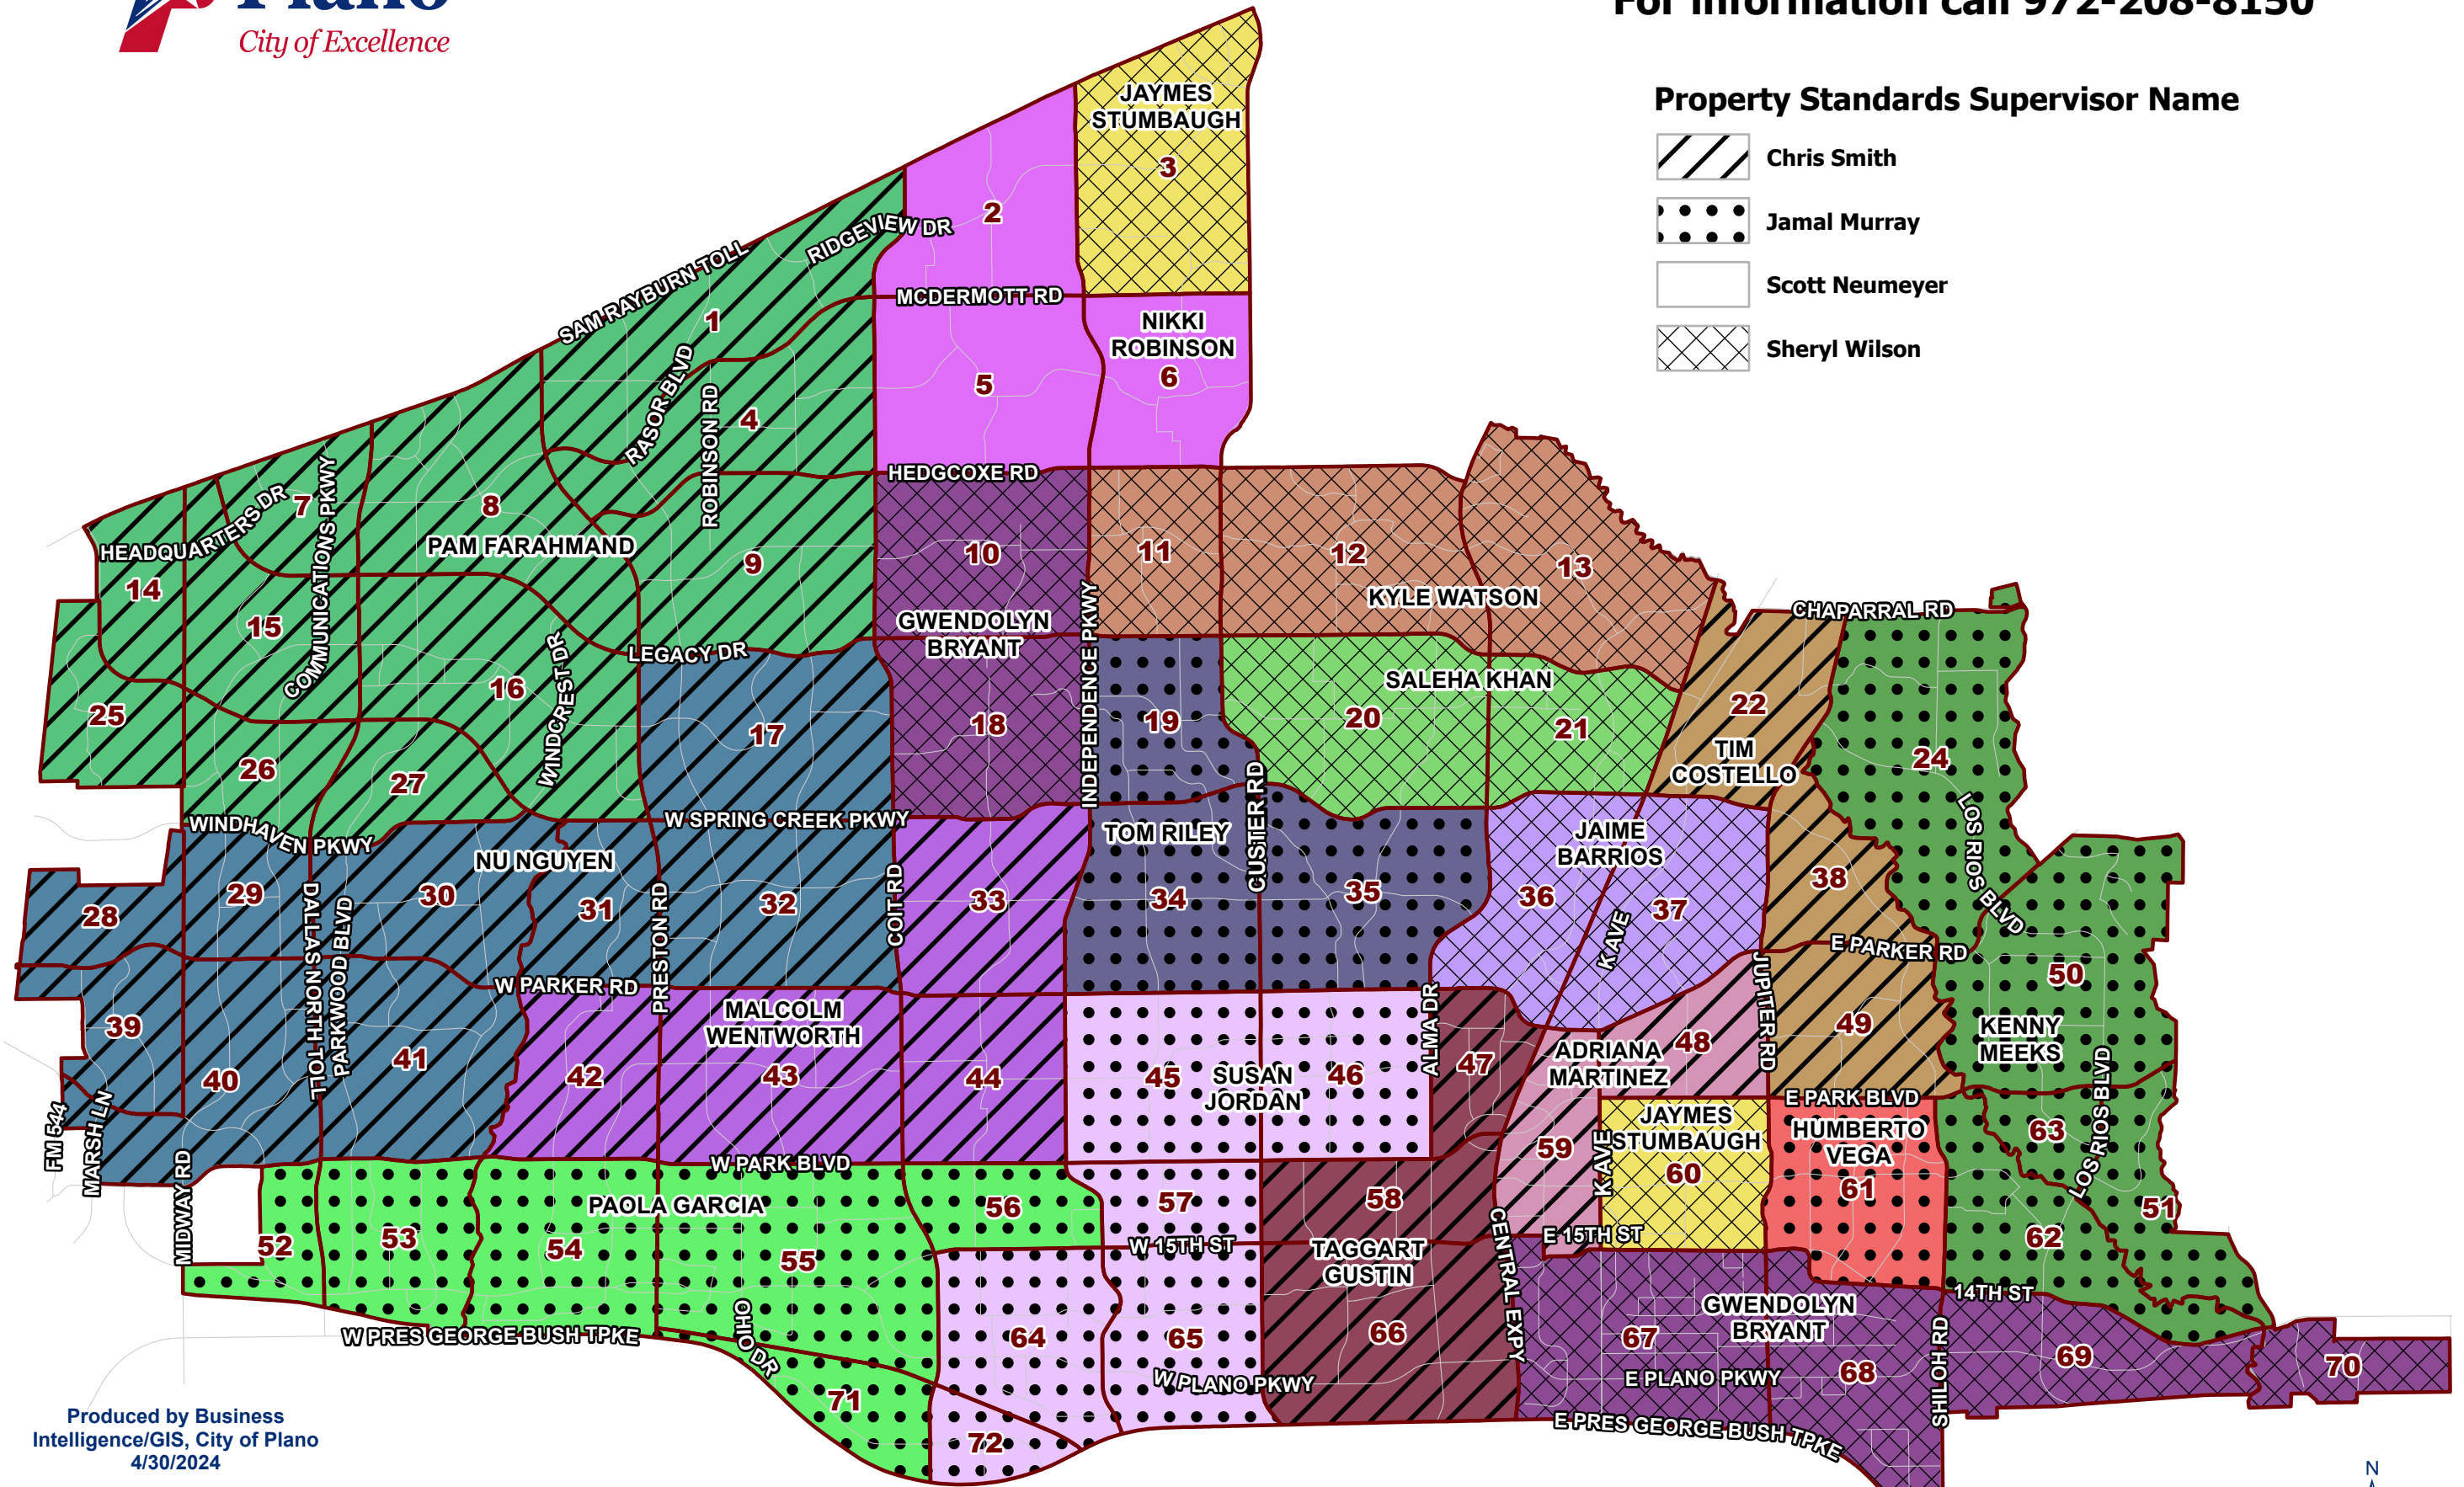 Plano
City of Excellence
For information call 972-208-8150
Property Standards Supervisor Name
Chris Smith
Jamal Murray
Scott Neumeyer
Sheryl Wilson
JAYMES
STUMBAUGH
3
2
RIDGEVIEW DR
SAM RAYBURN TOLL
1
MCDERMOTT RD
NIKKI
ROBINSON
6
5
RASOR BLVD
ROBINSON RD
4
HEDGCOXE RD
HEADQUARTERS DR
7
COMMUNICATIONS PKWY
8
PAM FARAHMAND
9
10
11
12
13
KYLE WATSON
14
15
16
GWENDOLYN
BRYANT
INDEPENDENCE PKWY
CHAPARRAL RD
LEGACY DR
WINDCREST DR
17
18
19
SALEHA KHAN
20
21
22
TIM
COSTELLO
24
25
26
27
WINDHAVEN PKWY
W SPRING CREEK PKWY
TOM RILEY
CUSTER RD
JAIME
BARRIOS
LOS RIOS BLVD
NU NGUYEN
28
29
30
31
32
33
34
35
36
37
38
DALLAS NORTH TOLL
PARKWOOD BLVD
PRESTON RD
COIT RD
K AVE
E PARKER RD
W PARKER RD
MALCOLM
WENTWORTH
ALMA DR
JUPITER RD
50
39
40
41
42
43
44
45
SUSAN
JORDAN
46
47
ADRIANA
MARTINEZ
48
49
KENNY
MEEKS
FM 544
MARSH LN
MIDWAY RD
E PARK BLVD
JAYMES
STUMBAUGH
60
K AVE
59
HUMBERTO
VEGA
61
63
LOS RIOS BLVD
51
62
W PARK BLVD
PAOLA GARCIA
52
53
54
55
56
57
58
W 15TH ST
E 15TH ST
TAGGART
GUSTIN
CENTRAL EXPY
14TH ST
GWENDOLYN
BRYANT
W PRES GEORGE BUSH TPKE
OHIO DR
64
65
66
67
68
69
70
SHILOH RD
W PLANO PKWY
E PLANO PKWY
71
72
E PRES GEORGE BUSH TPKE
Produced by Business
Intelligence/GIS, City of Plano
4/30/2024
N